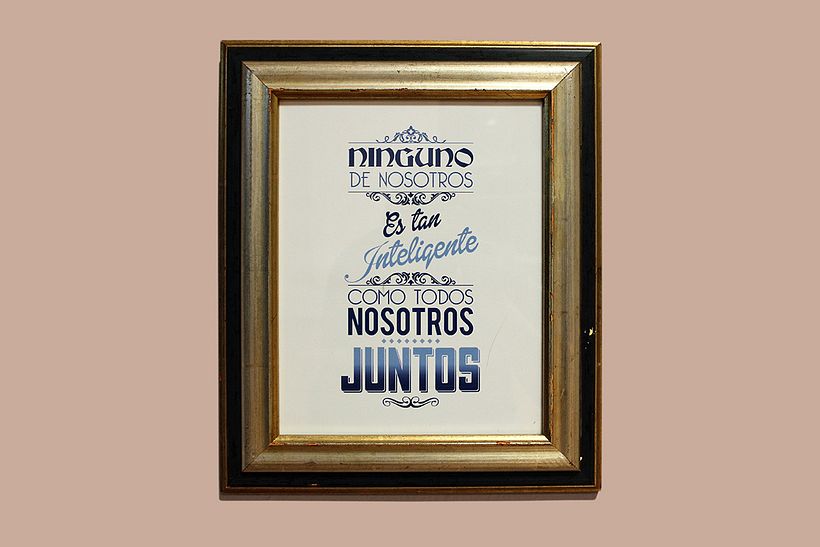 NINGUNO
DE NOSOTROS
Es tan
Inteligente
COMO TODOS
NOSOTROS
JUNTOS